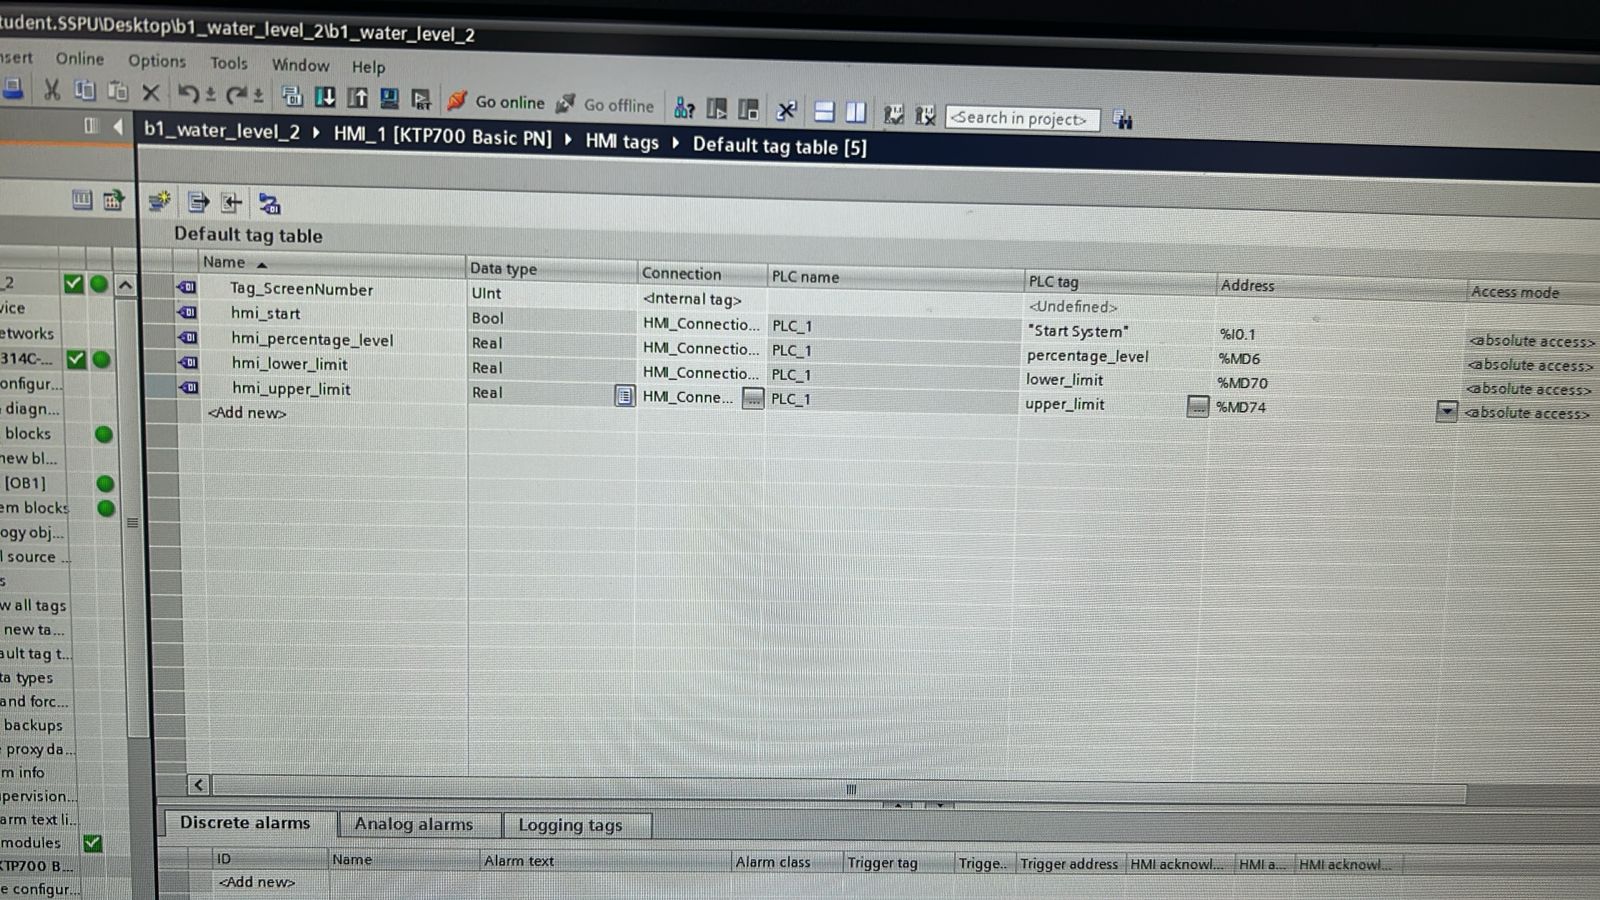 tudent.SSPU\Desktop\b1_water_level_2\b1_water_level_2
nsert Online Options Tools Window Help
Go online Go offline <Search in project>
b1_water_level_2 HMI_1 [KTP700 Basic PN] HMI tags Default tag table [5]
Default tag table
Name Data type Connection PLC name PLC tag Address Access mode
Tag_ScreenNumber UInt <Internal tag> <Undefined>
hmi_start Bool HMI_Connectio... PLC_1 "Start System" %I0.1 <absolute access>
hmi_percentage_level Real HMI_Connectio... PLC_1 percentage_level %MD6 <absolute access>
hmi_lower_limit Real HMI_Connectio... PLC_1 lower_limit %MD70 <absolute access>
hmi_upper_limit Real HMI_Conne... ... PLC_1 upper_limit ... %MD74 <absolute access>
<Add new>
_2
vice
etworks
314C-...
onfigur...
diagn...
blocks
new bl...
[OB1]
em blocks
ogy obj...
l source ...
s
w all tags
new ta...
ault tag t...
ta types
and forc...
backups
proxy da...
m info
pervision...
arm text li...
modules
KTP700 B...
e configur...
Discrete alarms Analog alarms Logging tags
ID Name Alarm text Alarm class Trigger tag Trigge.. Trigger address HMI acknowl... HMI a... HMI acknowl...
<Add new>